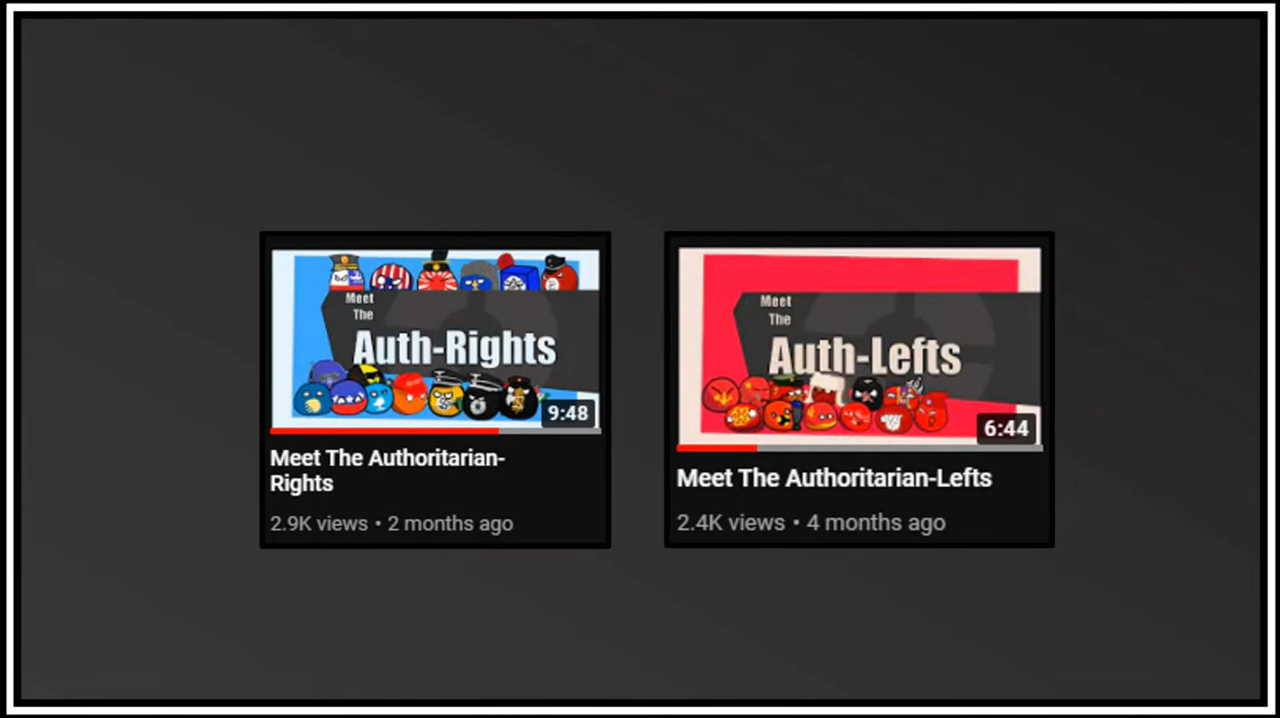 Meet
The
Auth-Rights
9:48
Meet The Authoritarian-
Rights
2.9K views • 2 months ago
Meet
The
Auth-Lefts
6:44
Meet The Authoritarian-Lefts
2.4K views • 4 months ago